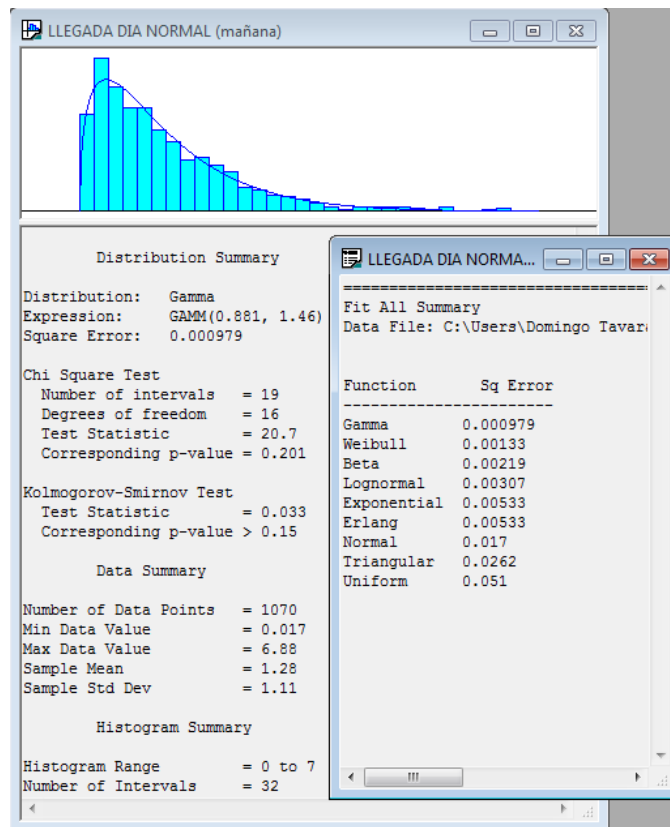 LLEGADA DIA NORMAL (mañana)
Distribution Summary
Distribution: Gamma
Expression: GAMM(0.881, 1.46)
Square Error: 0.000979
Chi Square Test
Number of intervals = 19
Degrees of freedom = 16
Test Statistic = 20.7
Corresponding p-value = 0.201
Kolmogorov-Smirnov Test
Test Statistic = 0.033
Corresponding p-value > 0.15
Data Summary
Number of Data Points = 1070
Min Data Value = 0.017
Max Data Value = 6.88
Sample Mean = 1.28
Sample Std Dev = 1.11
Histogram Summary
Histogram Range = 0 to 7
Number of Intervals = 32
LLEGADA DIA NORMA...
Fit All Summary
Data File: C:\Users\Domingo Tavar
Function Sq Error
Gamma 0.000979
Weibull 0.00133
Beta 0.00219
Lognormal 0.00307
Exponential 0.00533
Erlang 0.00533
Normal 0.017
Triangular 0.0262
Uniform 0.051